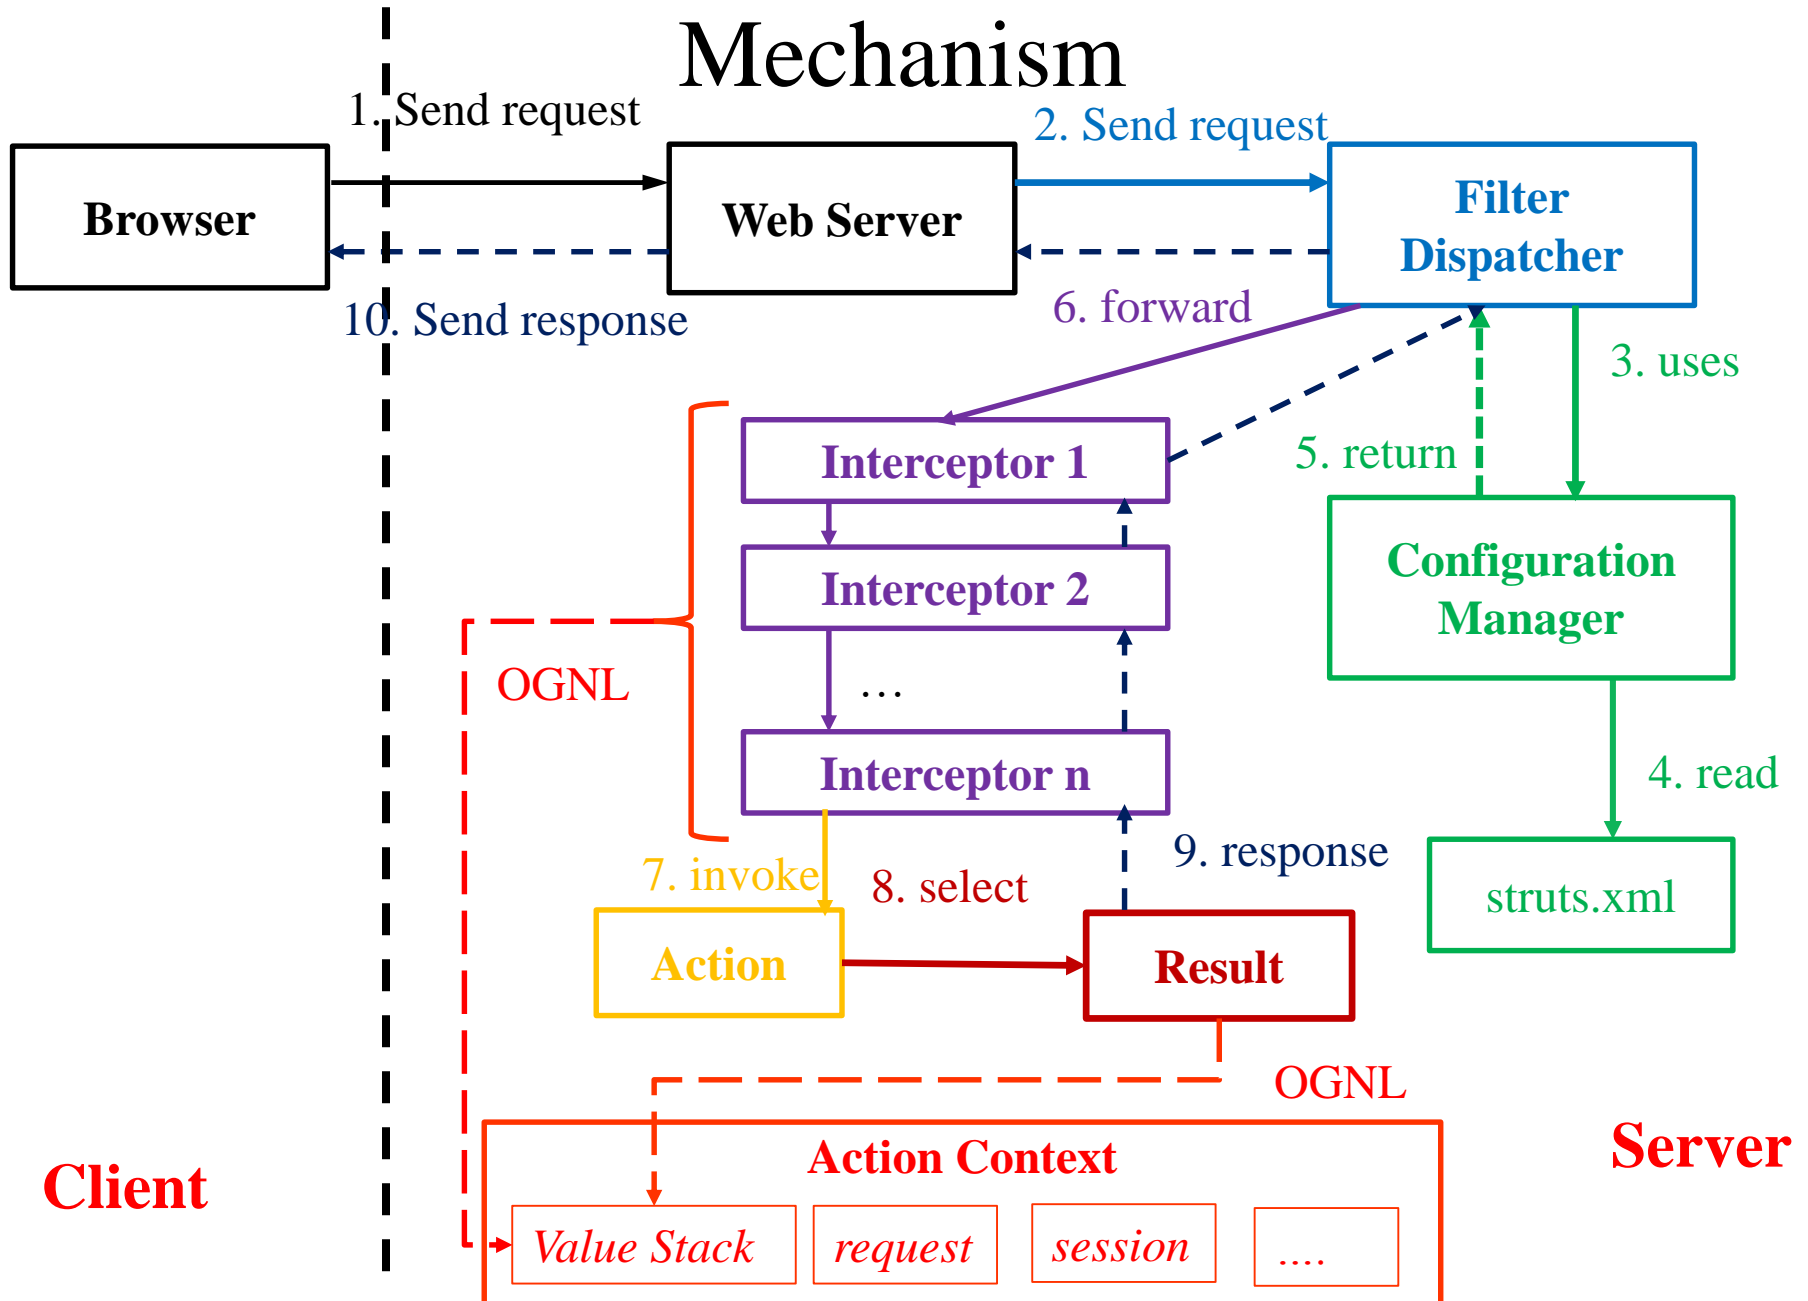 Mechanism
1. Send request
2. Send request
Browser
Web Server
Filter
Dispatcher
10. Send response
6. forward
3. uses
5. return
Interceptor 1
Configuration
Manager
Interceptor 2
OGNL
…
Interceptor n
4. read
7. invoke
8. select
9. response
struts.xml
Action
Result
OGNL
Client
Action Context
Server
Value Stack
request
session
....